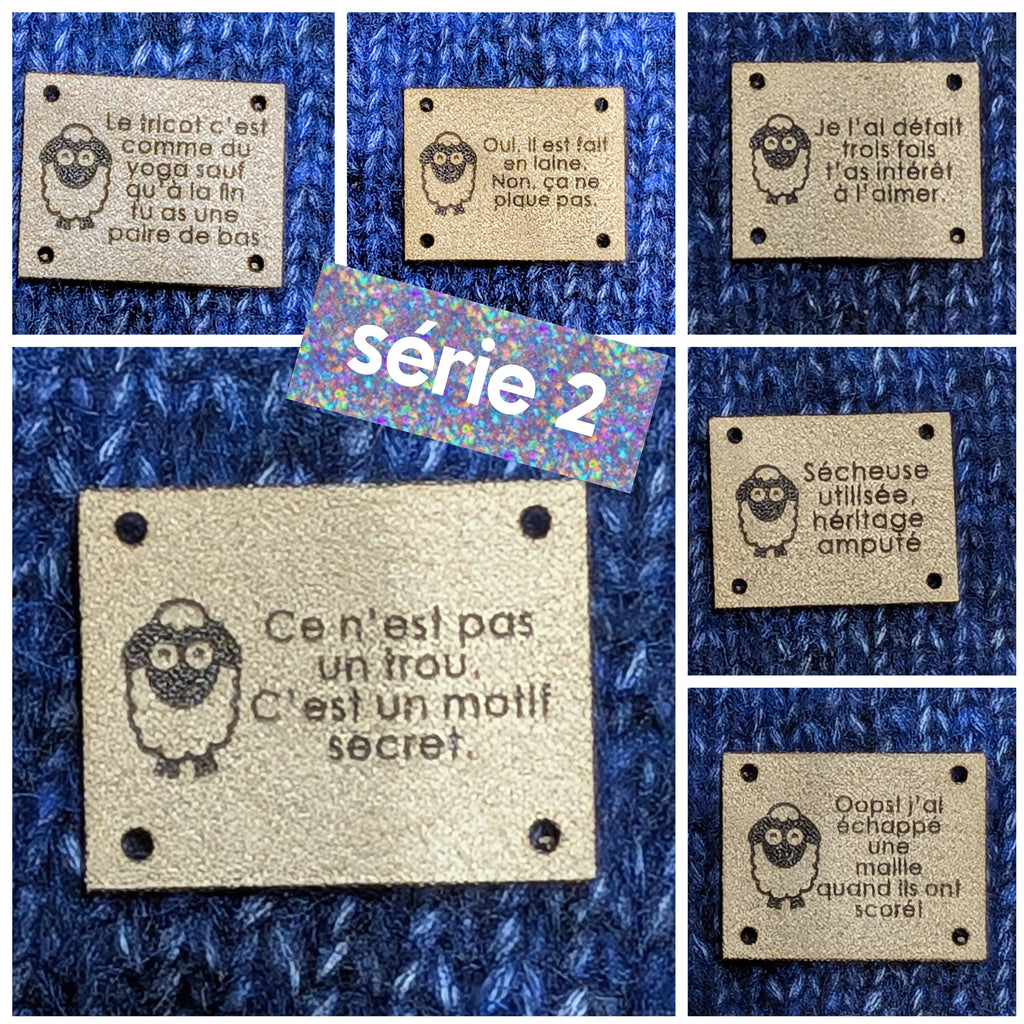 Le tricot c'est
comme du
yoga sauf
qu'à la fin
tu as une
paire de bas
Oui, il est fait
en laine.
Non, ça ne
pique pas.
Je l'ai défait
trois fois
t'as intérêt
à l'aimer.
série 2
Ce n'est pas
un trou.
C'est un motif
secret.
Sécheuse
utilisée,
héritage
amputé
Oops! j'ai
échappé
une
maille
quand ils ont
scoré!